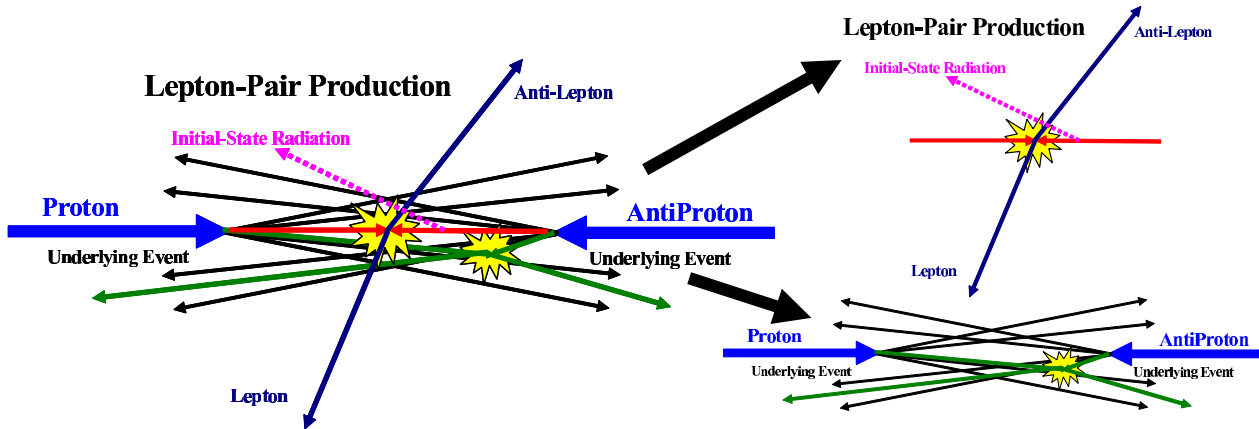 Lepton-Pair Production
Anti-Lepton
Initial-State Radiation
Proton
AntiProton
Underlying Event
Underlying Event
Lepton
Lepton-Pair Production
Anti-Lepton
Initial-State Radiation
Lepton
Proton
AntiProton
Underlying Event
Underlying Event